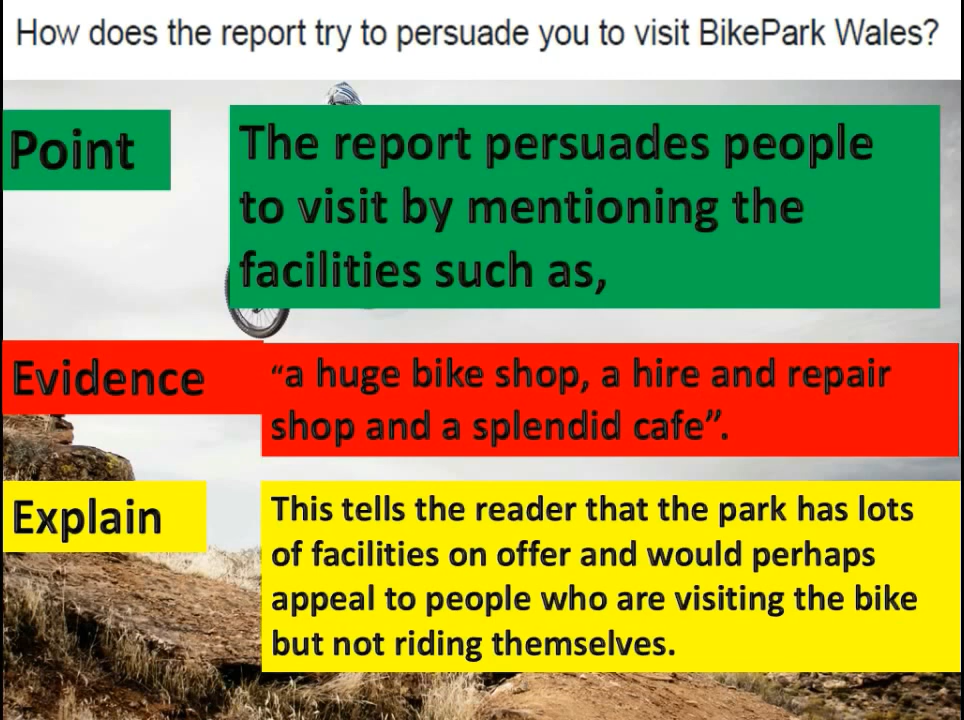 How does the report try to persuade you to visit BikePark Wales?
Point
The report persuades people
to visit by mentioning the
facilities such as,
Evidence
“a huge bike shop, a hire and repair
shop and a splendid cafe”.
Explain
This tells the reader that the park has lots
of facilities on offer and would perhaps
appeal to people who are visiting the bike
but not riding themselves.